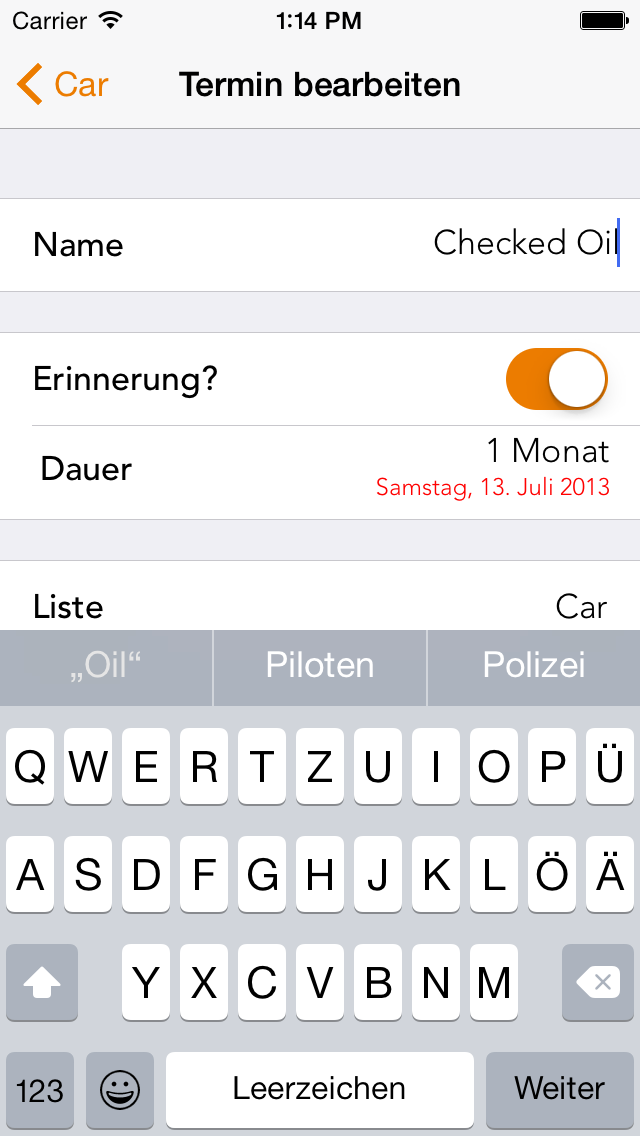 Carrier 1:14 PM
Car Termin bearbeiten
Name Checked Oil
Erinnerung?
Dauer 1 Monat
Samstag, 13. Juli 2013
Liste Car
„Oil“ Piloten Polizei
Q W E R T Z U I O P Ü
A S D F G H J K L Ö Ä
Y X C V B N M
123 Leerzeichen Weiter